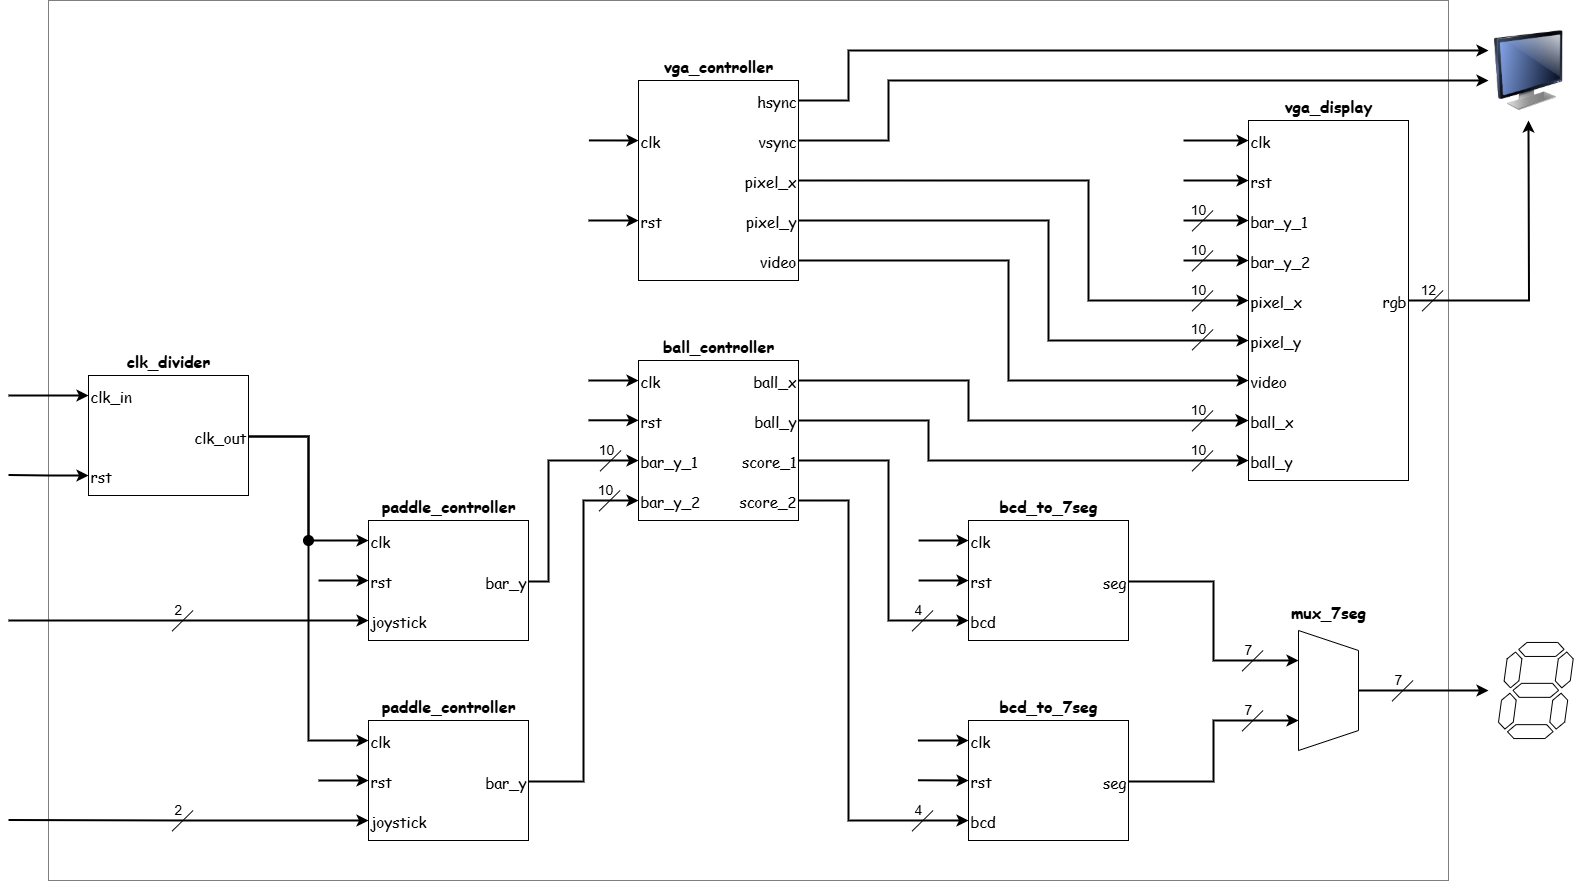 vga_controller
hsync
clk
vsync
pixel_x
rst
pixel_y
video
vga_display
clk
rst
10
bar_y_1
10
bar_y_2
10
pixel_x
rgb
12
10
pixel_y
video
10
ball_x
10
ball_y
clk_divider
clk_in
clk_out
rst
ball_controller
clk
ball_x
rst
ball_y
10
bar_y_1
score_1
10
bar_y_2
score_2
paddle_controller
clk
rst
bar_y
2
joystick
bcd_to_7seg
clk
rst
seg
4
bcd
mux_7seg
7
7
7
paddle_controller
clk
rst
bar_y
2
joystick
bcd_to_7seg
clk
rst
seg
4
bcd